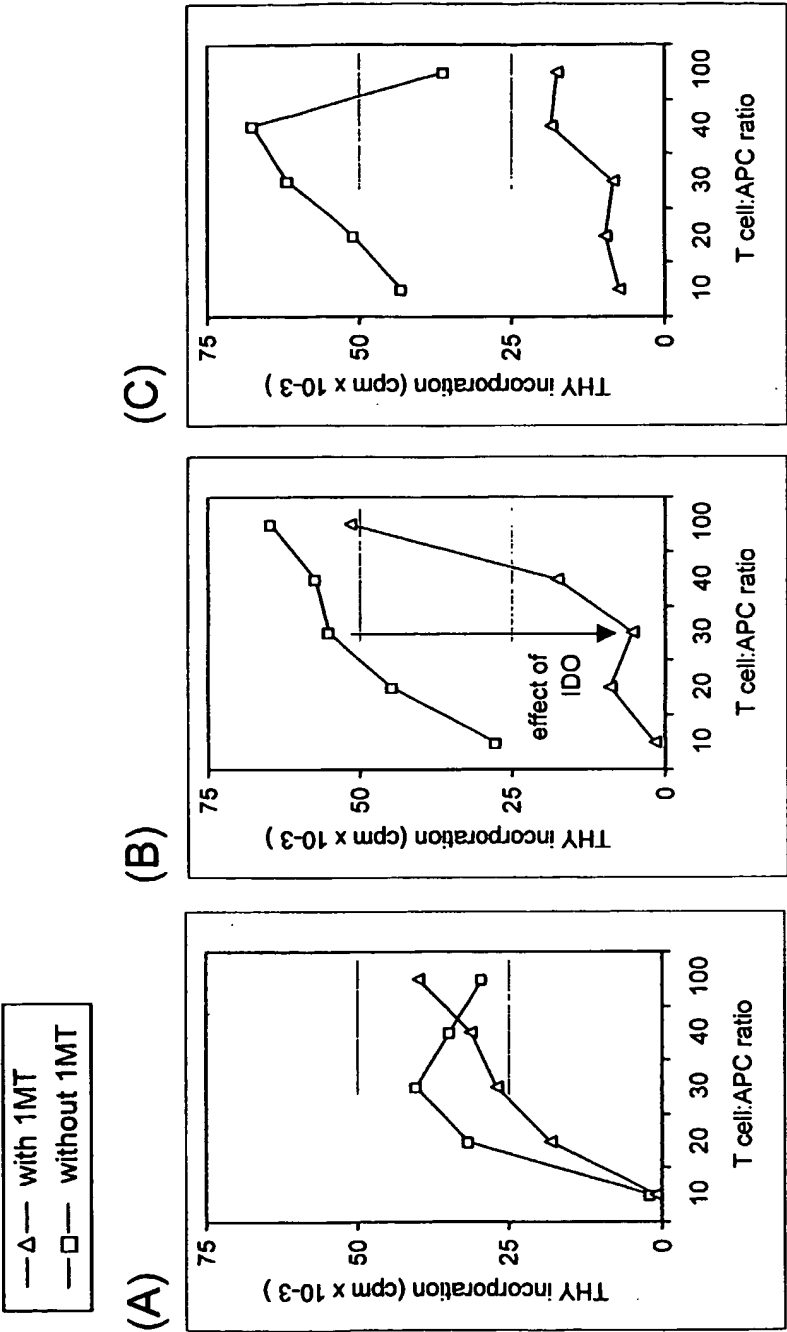 with 1MT
without 1MT
(A)
THY incorporation (cpm x 10-3 )
75
50
25
0
10 20 30 40 100
T cell:APC ratio
(B)
THY incorporation (cpm x 10-3 )
75
50
25
0
effect of
IDO
10 20 30 40 100
T cell:APC ratio
(C)
THY incorporation (cpm x 10-3 )
75
50
25
0
10 20 30 40 100
T cell:APC ratio